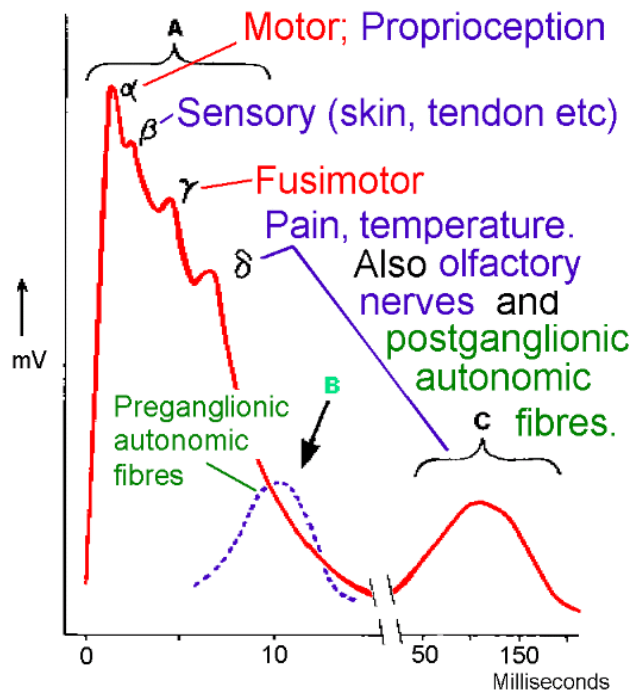 A
Motor; Proprioception
α
β
Sensory (skin, tendon etc)
γ
Fusimotor
δ
Pain, temperature.
Also olfactory
nerves and
postganglionic
autonomic
fibres.
mV
B
Preganglionic
autonomic
fibres
C
0
10
50
150
Milliseconds